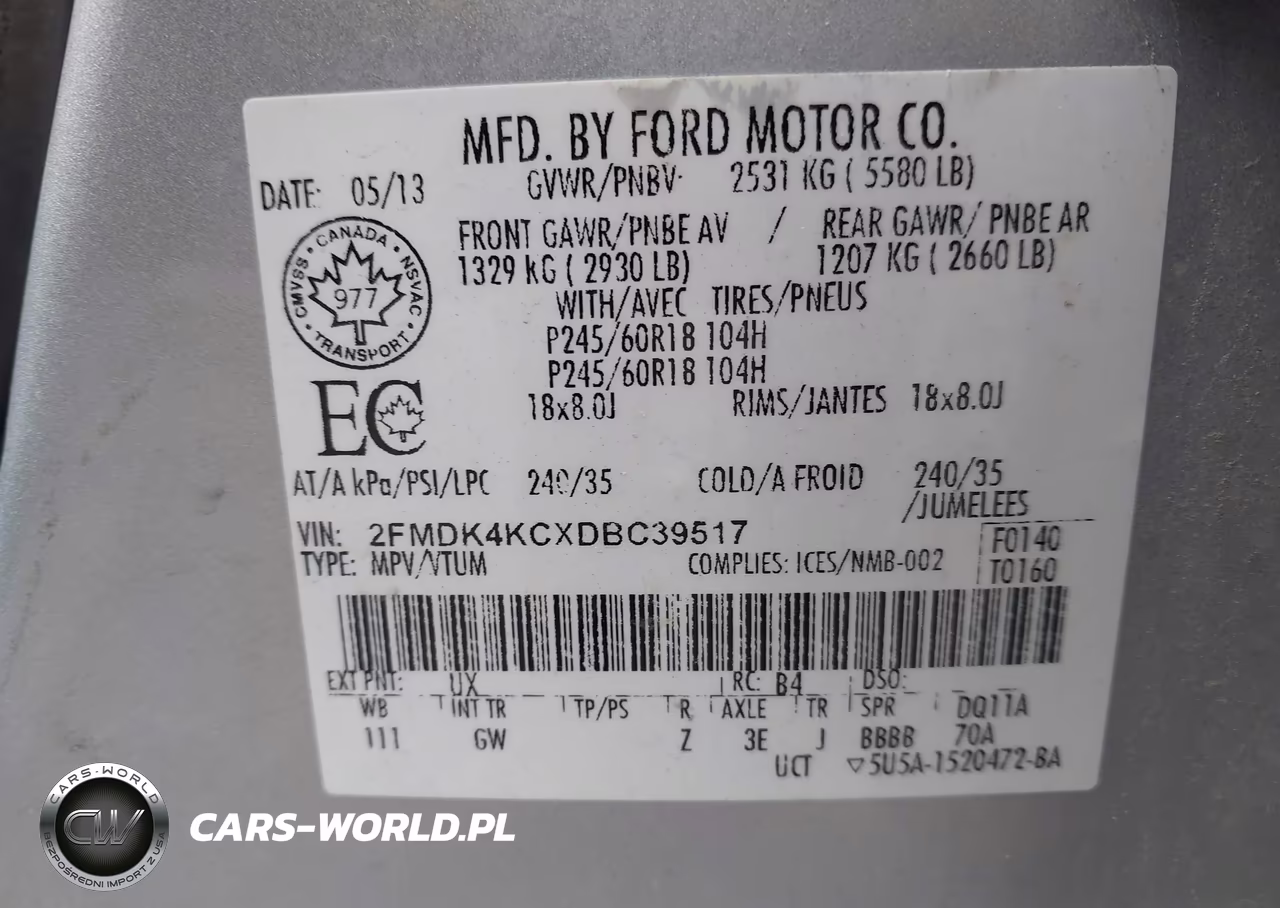 MFD. BY FORD MOTOR CO.
DATE: 05/13 GVWR/PNBV: 2531 KG ( 5580 LB)
FRONT GAWR/PNBE AV / REAR GAWR/ PNBE AR
1329 KG ( 2930 LB) 1207 KG ( 2660 LB)
WITH/AVEC TIRES/PNEUS
P245/60R18 104H
P245/60R18 104H
18x8.0J RIMS/JANTES 18x8.0J
CANADA • NSVAC • TRANSPORT • CMVSS •
977
EC
AT/A kPa/PSI/LPC 240/35 COLD/A FROID 240/35
/JUMELEES
VIN: 2FMDK4KCXDBC39517 F0140
TYPE: MPV/VTUM COMPLIES: ICES/NMB-002 T0160
EXT PNT: UX RC: B4 DSO:
WB INT TR TP/PS R AXLE TR SPR DQ11A
111 GW Z 3E J BBBB 70A
UCT ▽5U5A-1520472-BA
CARS-WORLD
CW
BEZPOŚREDNI IMPORT Z USA
CARS-WORLD.PL